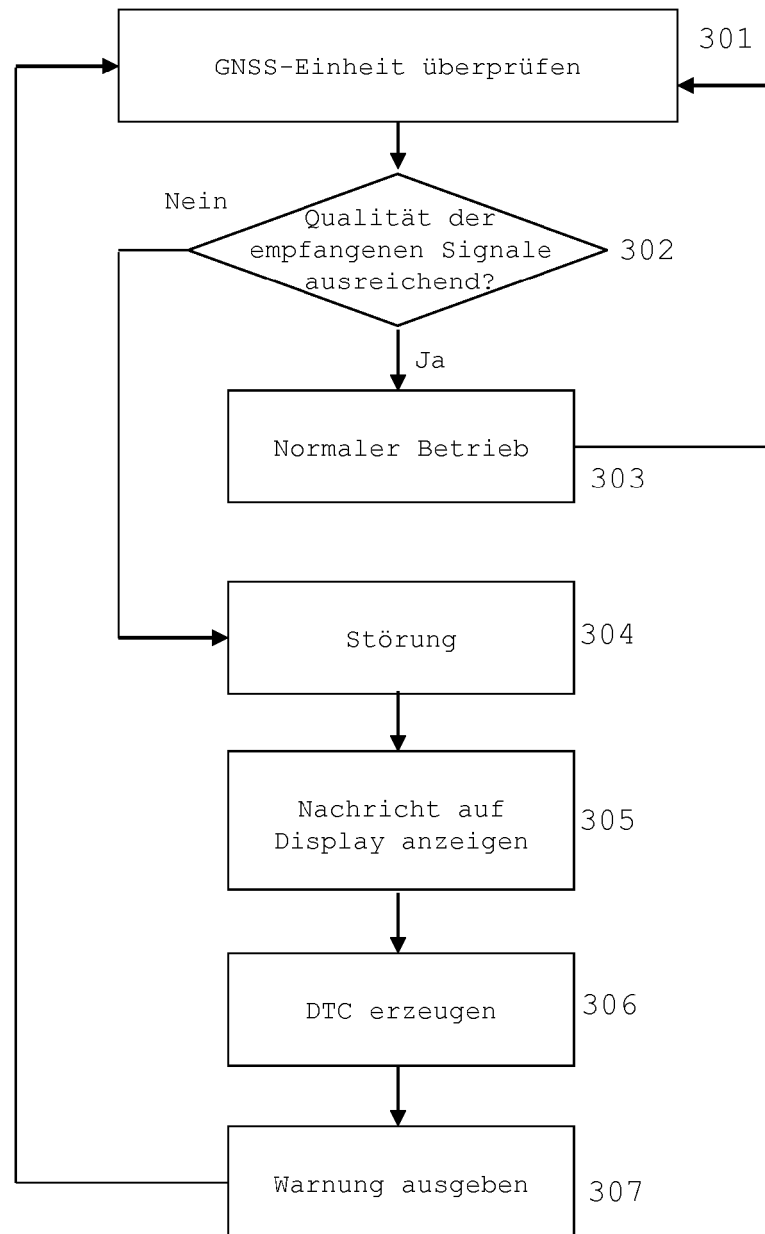 301
GNSS-Einheit überprüfen
Nein
Qualität der
empfangenen Signale
ausreichend?
302
Ja
Normaler Betrieb
303
Störung
304
Nachricht auf
Display anzeigen
305
DTC erzeugen
306
Warnung ausgeben
307